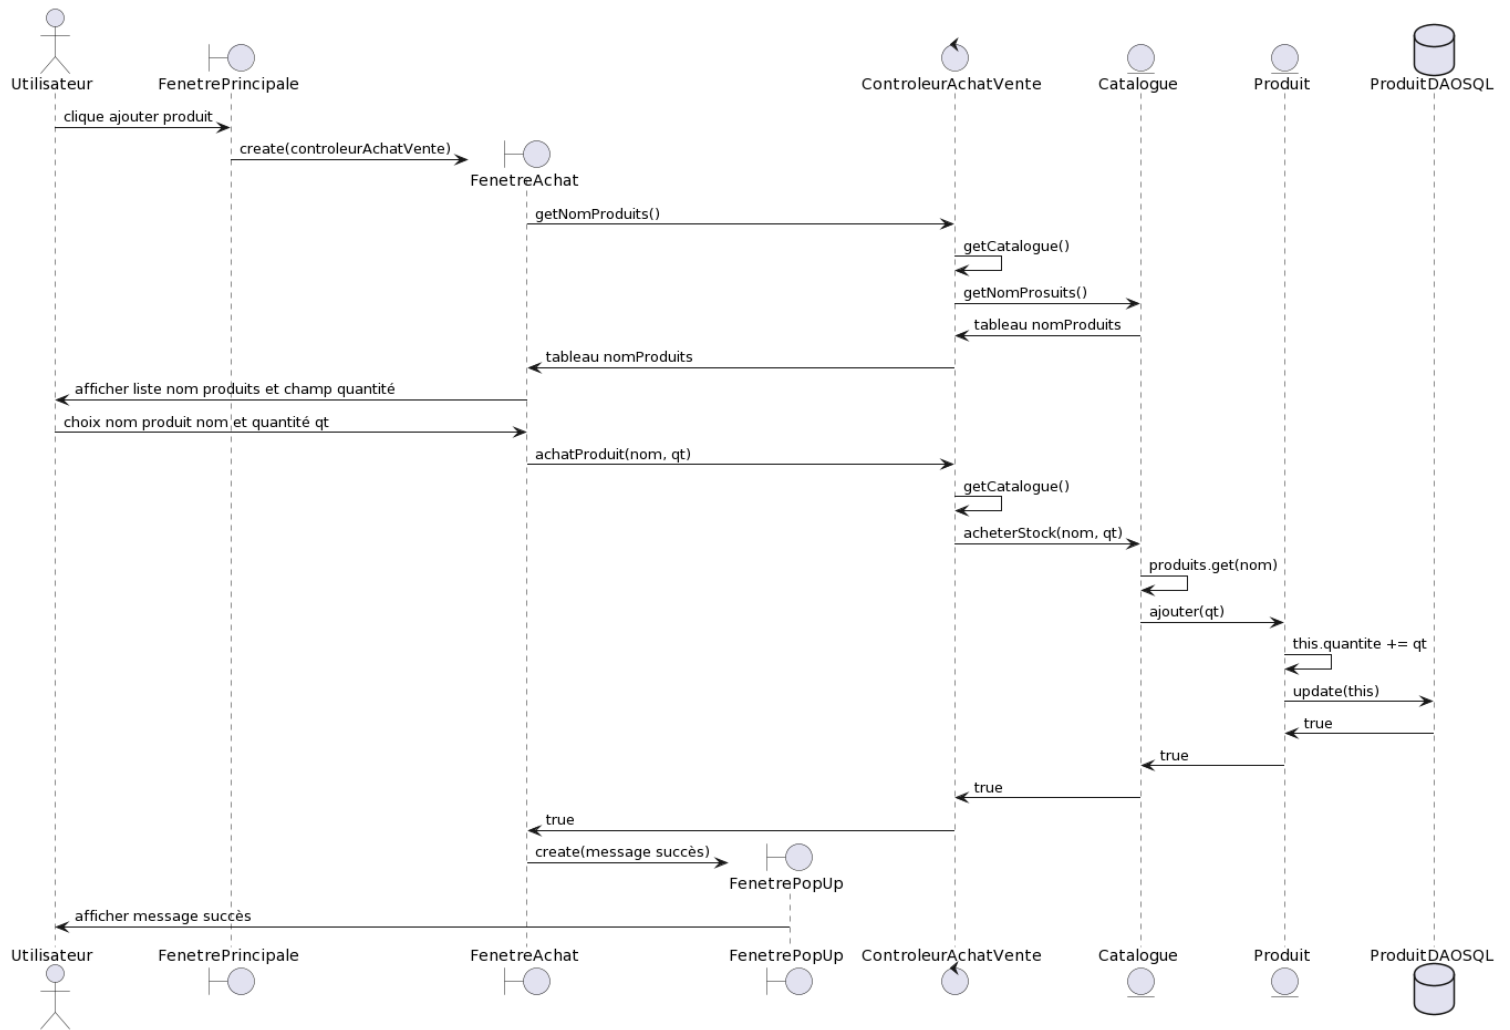 Utilisateur
FenetrePrincipale
ControleurAchatVente
Catalogue
Produit
ProduitDAOSQL
clique ajouter produit
create(controleurAchatVente)
FenetreAchat
getNomProduits()
getCatalogue()
getNomProsuits()
tableau nomProduits
tableau nomProduits
afficher liste nom produits et champ quantité
choix nom produit nom et quantité qt
achatProduit(nom, qt)
getCatalogue()
acheterStock(nom, qt)
produits.get(nom)
ajouter(qt)
this.quantite += qt
update(this)
true
true
true
true
create(message succès)
FenetrePopUp
afficher message succès
Utilisateur
FenetrePrincipale
FenetreAchat
FenetrePopUp
ControleurAchatVente
Catalogue
Produit
ProduitDAOSQL